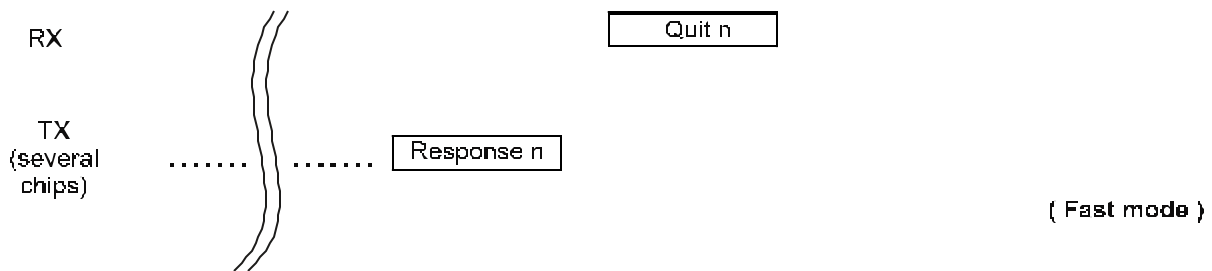 RX
Quit n
TX
(several
chips)
Response n
( Fast mode )